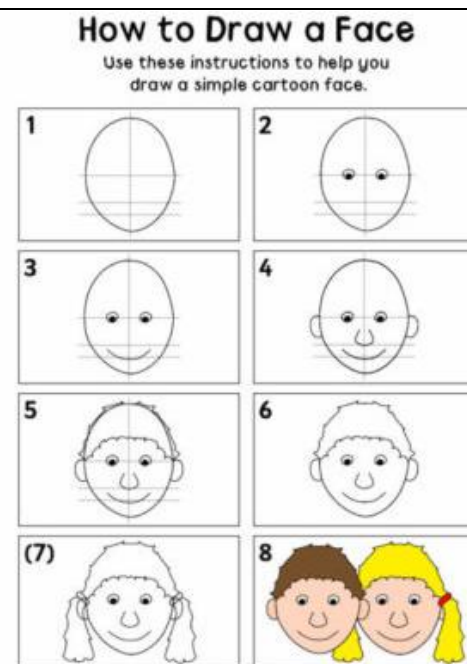 How to Draw a Face
Use these instructions to help you
draw a simple cartoon face.
1
2
3
4
5
6
(7)
8